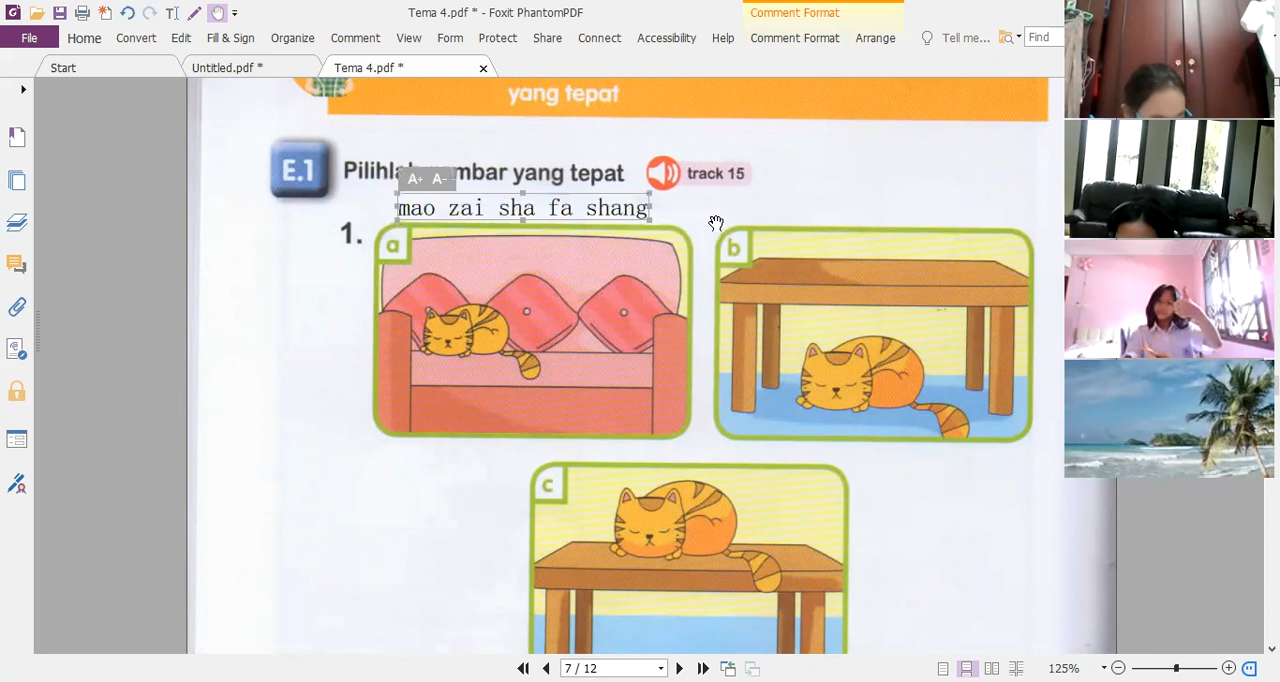 Tema 4.pdf * - Foxit PhantomPDF
Comment Format
File Home Convert Edit Fill & Sign Organize Comment View Form Protect Share Connect Accessibility Help Comment Format Arrange Tell me... Find
Start Untitled.pdf * Tema 4.pdf *
yang tepat
E.1 Pilihlah gambar yang tepat track 15
A+ A-
mao zai sha fa shang
1.
a
b
c
7 / 12
125%